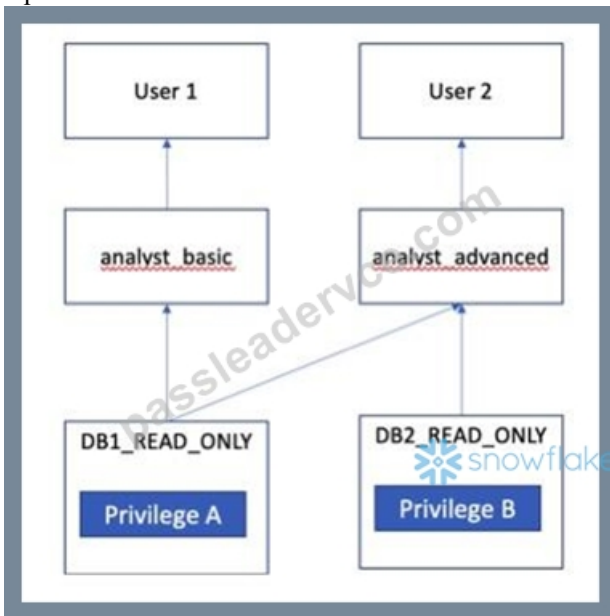 User 1
User 2
analyst_basic
analyst_advanced
passleadervce.com
DB1_READ_ONLY
DB2_READ_ONLY
snowflake
Privilege A
Privilege B